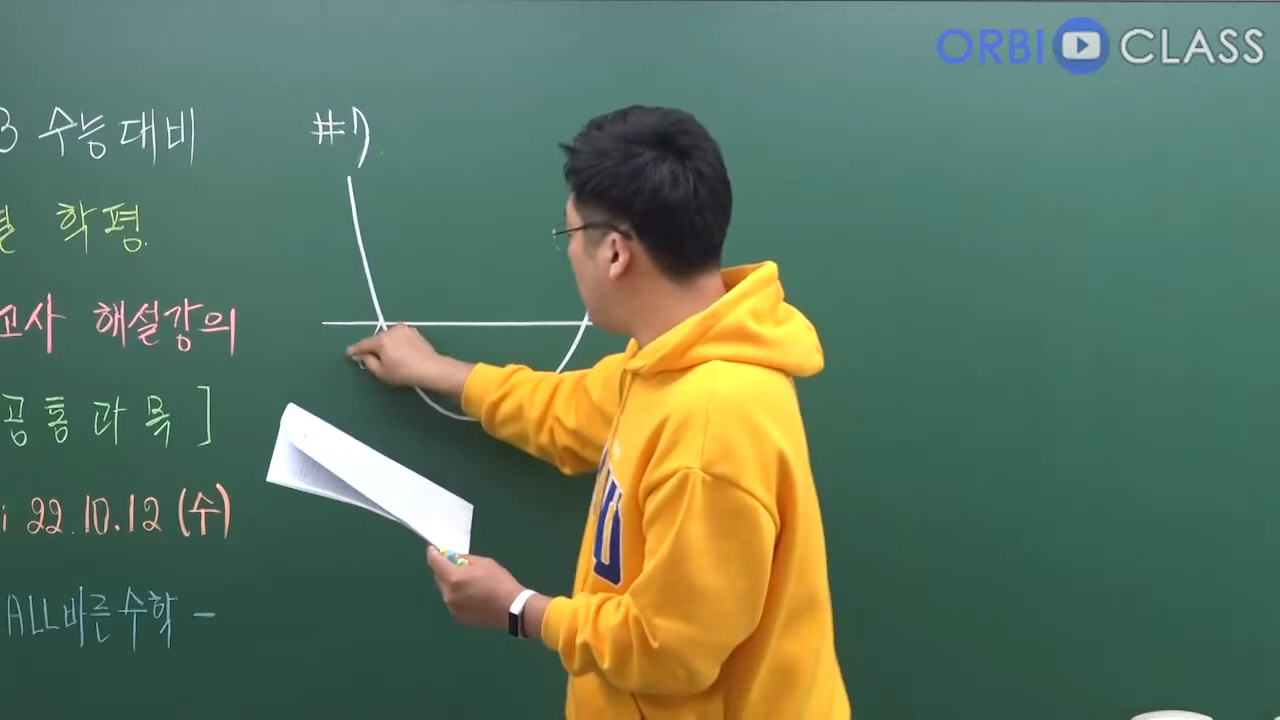 ORBI CLASS
3 수능대비
학평
고사 해설강의
공통과목]
22.10.12 (수)
ALL바른수학 -
#7